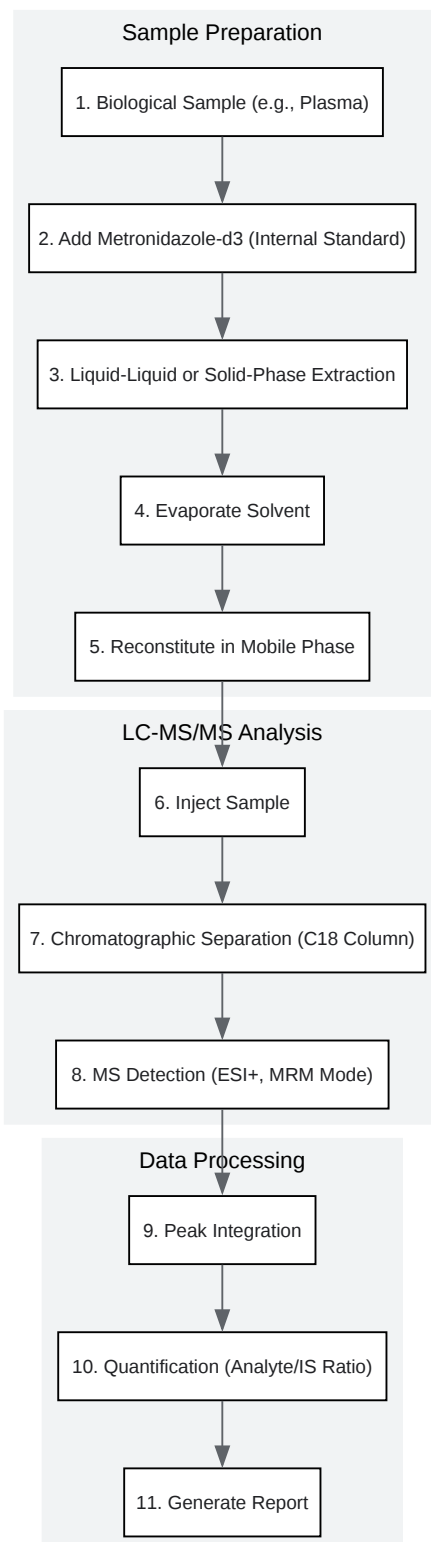 Sample Preparation
1. Biological Sample (e.g., Plasma)
2. Add Metronidazole-d3 (Internal Standard)
3. Liquid-Liquid or Solid-Phase Extraction
4. Evaporate Solvent
5. Reconstitute in Mobile Phase
LC-MS/MS Analysis
6. Inject Sample
7. Chromatographic Separation (C18 Column)
8. MS Detection (ESI+, MRM Mode)
Data Processing
9. Peak Integration
10. Quantification (Analyte/IS Ratio)
11. Generate Report